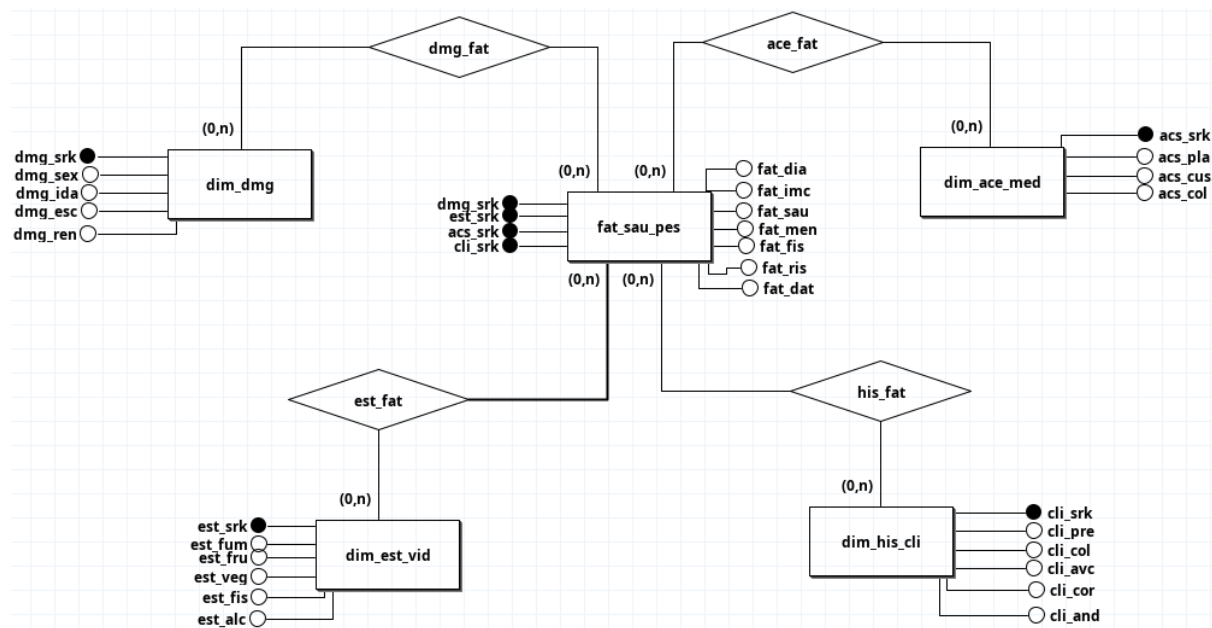 dmg_fat
ace_fat
(0,n)
(0,n)
(0,n)
(0,n)
dmg_srk
dmg_sex
dmg_ida
dmg_esc
dmg_ren
dim_dmg
dmg_srk
est_srk
acs_srk
cli_srk
fat_sau_pes
fat_dia
fat_imc
fat_sau
fat_men
fat_fis
fat_ris
fat_dat
dim_ace_med
acs_srk
acs_pla
acs_cus
acs_col
(0,n)
(0,n)
est_fat
his_fat
(0,n)
(0,n)
est_srk
est_fum
est_fru
est_veg
est_fis
est_alc
dim_est_vid
dim_his_cli
cli_srk
cli_pre
cli_col
cli_avc
cli_cor
cli_and